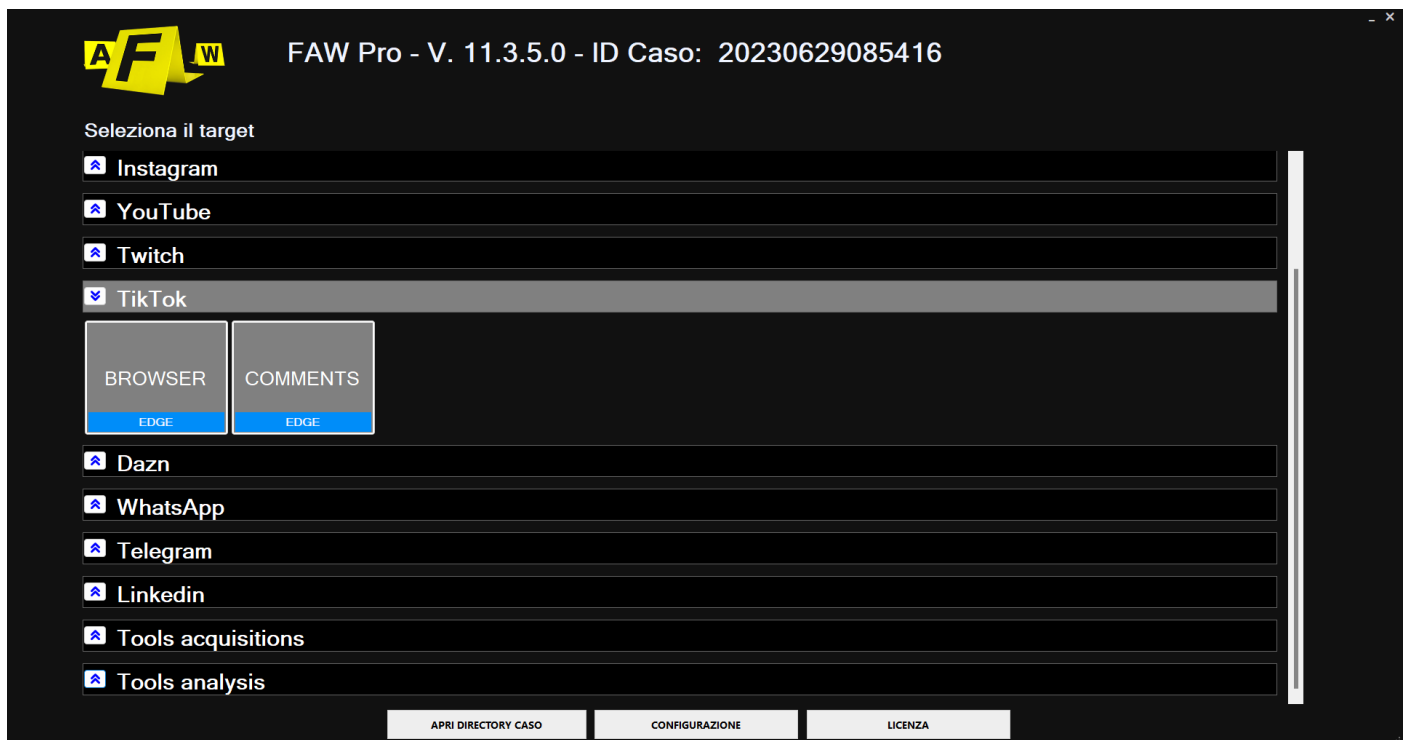 A F W
FAW Pro - V. 11.3.5.0 - ID Caso: 20230629085416
Seleziona il target
Instagram
YouTube
Twitch
TikTok
BROWSER COMMENTS
EDGE EDGE
Dazn
WhatsApp
Telegram
Linkedin
Tools acquisitions
Tools analysis
APRI DIRECTORY CASO CONFIGURAZIONE LICENZA